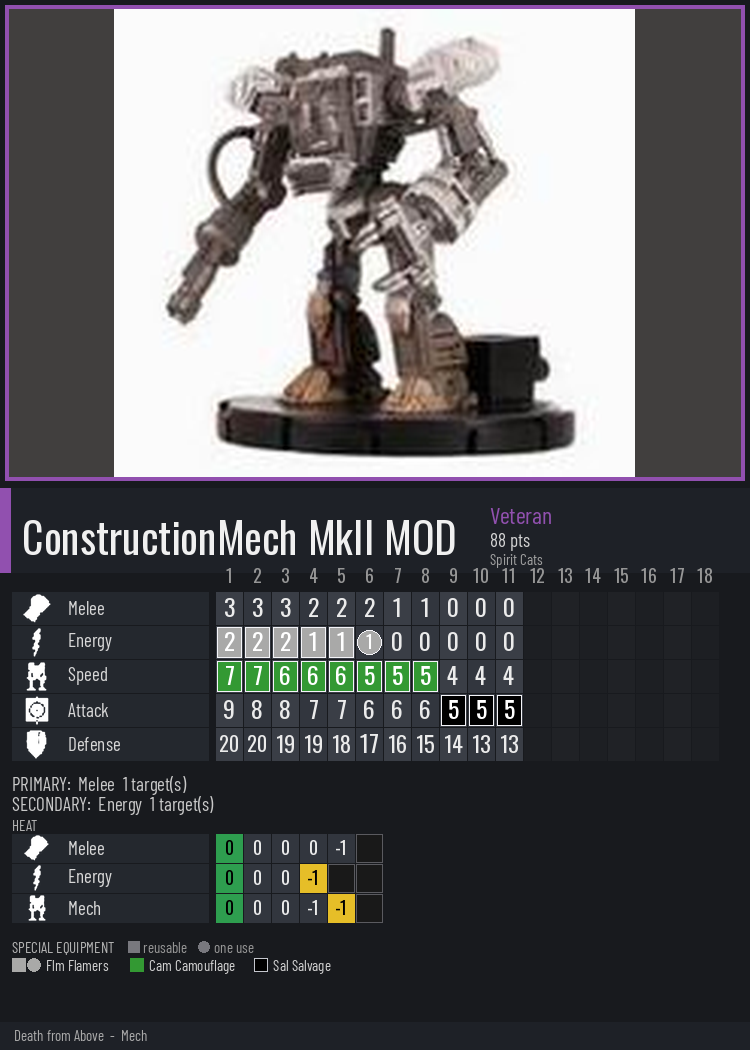 ConstructionMech MkII MOD
Veteran
88 pts
Spirit Cats
1 2 3 4 5 6 7 8 9 10 11 12 13 14 15 16 17 18
Melee 3 3 3 2 2 2 1 1 0 0 0
Energy 2 2 2 1 1 1 0 0 0 0 0
Speed 7 7 6 6 6 5 5 5 4 4 4
Attack 9 8 8 7 7 6 6 6 5 5 5
Defense 20 20 19 19 18 17 16 15 14 13 13
PRIMARY: Melee 1 target(s)
SECONDARY: Energy 1 target(s)
HEAT
Melee 0 0 0 0 -1
Energy 0 0 0 -1
Mech 0 0 0 -1 -1
SPECIAL EQUIPMENT reusable one use
Flm Flamers Cam Camouflage Sal Salvage
Death from Above - Mech